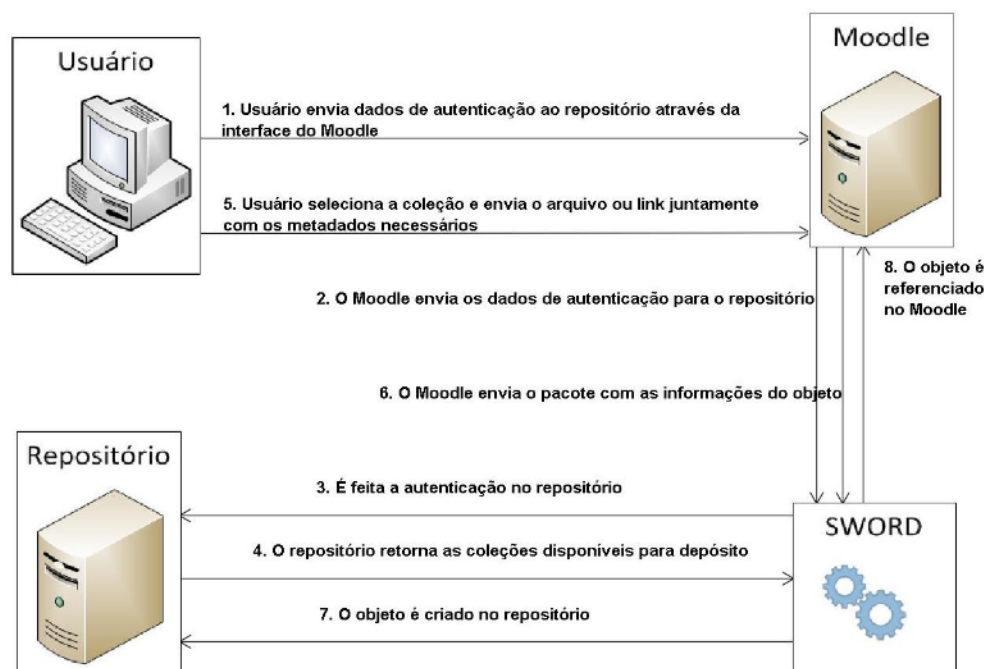 Usuário
Moodle
1. Usuário envia dados de autenticação ao repositório através da
interface do Moodle
5. Usuário seleciona a coleção e envia o arquivo ou link juntamente
com os metadados necessários
8. O objeto é
referenciado
no Moodle
2. O Moodle envia os dados de autenticação para o repositório
6. O Moodle envia o pacote com as informações do objeto
Repositório
3. É feita a autenticação no repositório
SWORD
4. O repositório retorna as coleções disponíveis para depósito
7. O objeto é criado no repositório